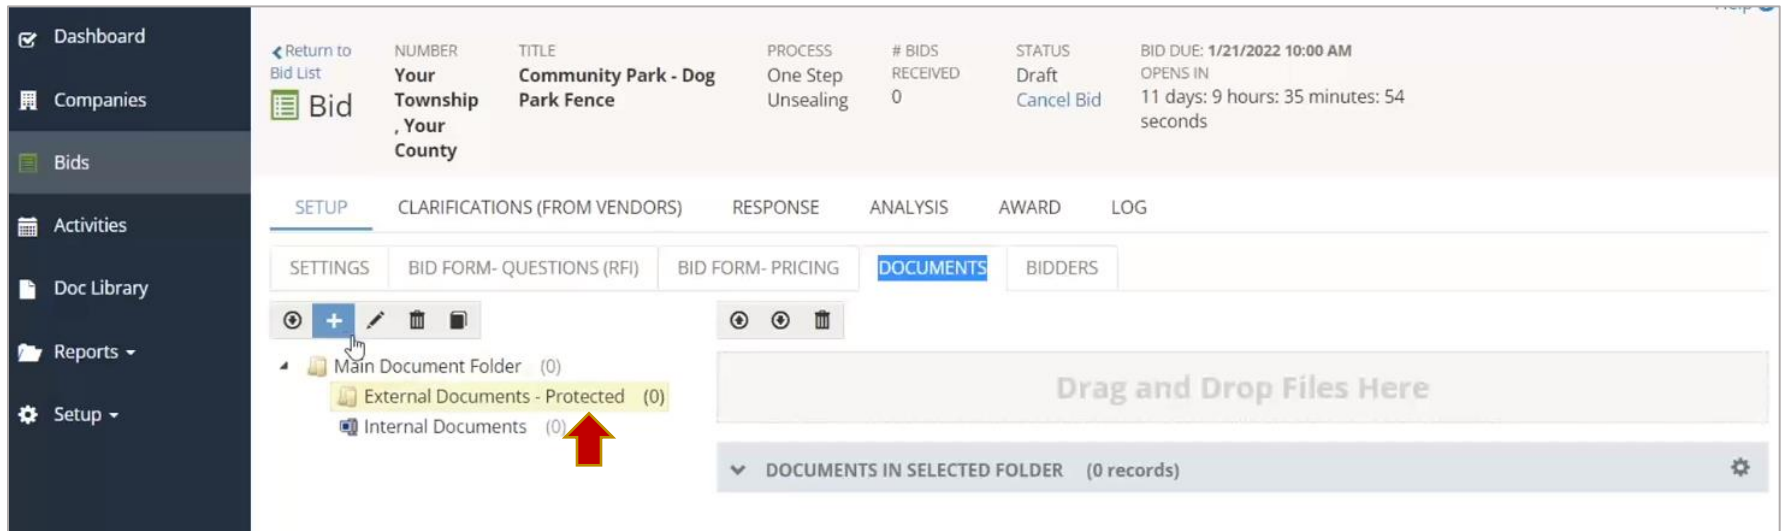 Dashboard
Companies
Bids
Activities
Doc Library
Reports
Setup
Return to
Bid List
Bid
NUMBER
Your
Township
, Your
County
TITLE
Community Park - Dog
Park Fence
PROCESS
One Step
Unsealing
# BIDS
RECEIVED
0
STATUS
Draft
Cancel Bid
BID DUE: 1/21/2022 10:00 AM
OPENS IN
11 days: 9 hours: 35 minutes: 54
seconds
SETUP CLARIFICATIONS (FROM VENDORS) RESPONSE ANALYSIS AWARD LOG
SETTINGS BID FORM- QUESTIONS (RFI) BID FORM- PRICING DOCUMENTS BIDDERS
Main Document Folder (0)
External Documents - Protected (0)
Internal Documents (0)
Drag and Drop Files Here
DOCUMENTS IN SELECTED FOLDER (0 records)